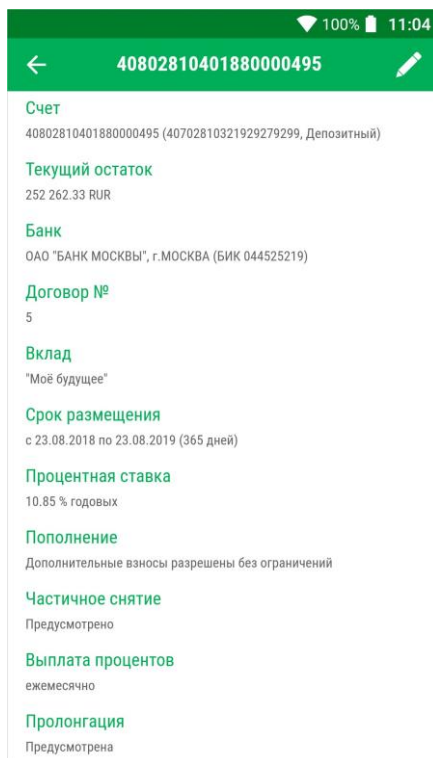 100% 11:04
40802810401880000495
Счет
40802810401880000495 (40702810321929279299, Депозитный)
Текущий остаток
252 262.33 RUR
Банк
ОАО "БАНК МОСКВЫ", г.МОСКВА (БИК 044525219)
Договор №
5
Вклад
"Моё будущее"
Срок размещения
с 23.08.2018 по 23.08.2019 (365 дней)
Процентная ставка
10.85 % годовых
Пополнение
Дополнительные взносы разрешены без ограничений
Частичное снятие
Предусмотрено
Выплата процентов
ежемесячно
Пролонгация
Предусмотрена